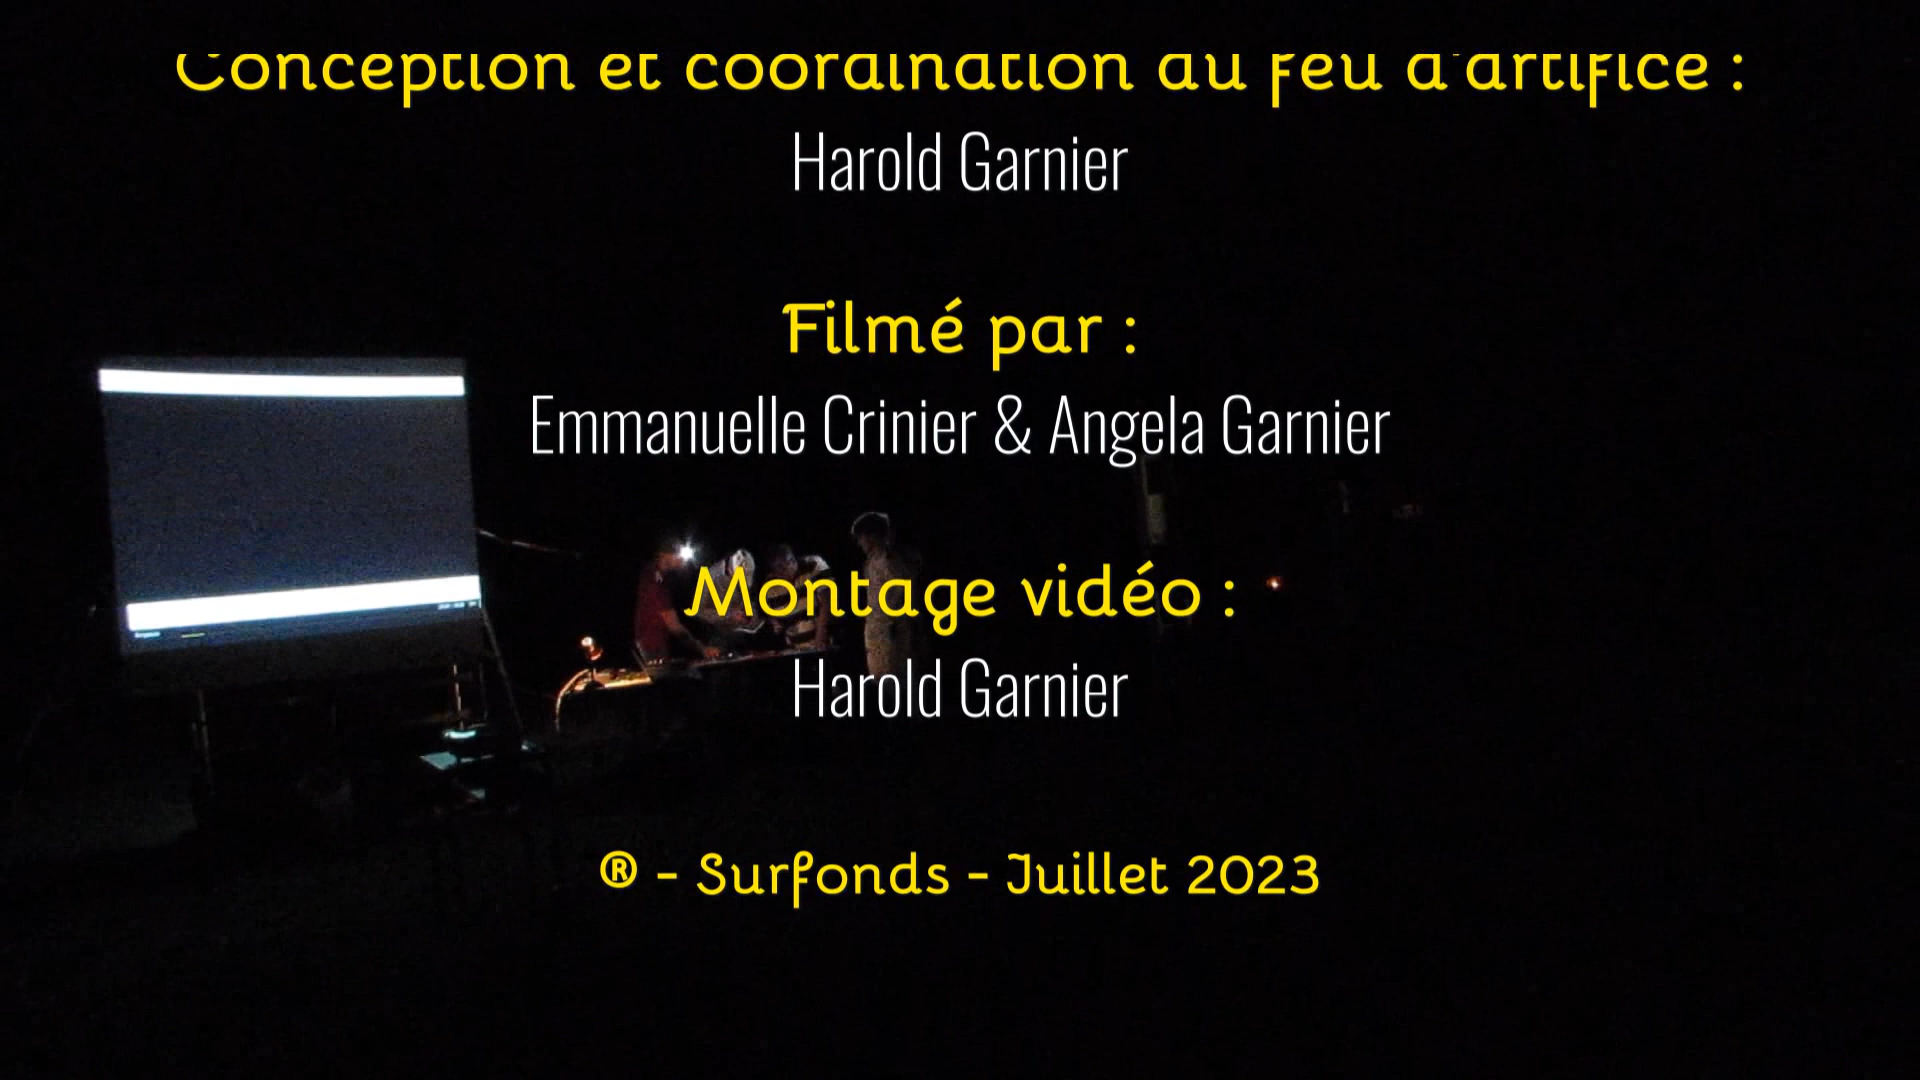 Conception et coordination du feu d'artifice :
Harold Garnier
Filmé par :
Emmanuelle Crinier & Angela Garnier
Montage vidéo :
Harold Garnier
® - Surfonds - Juillet 2023